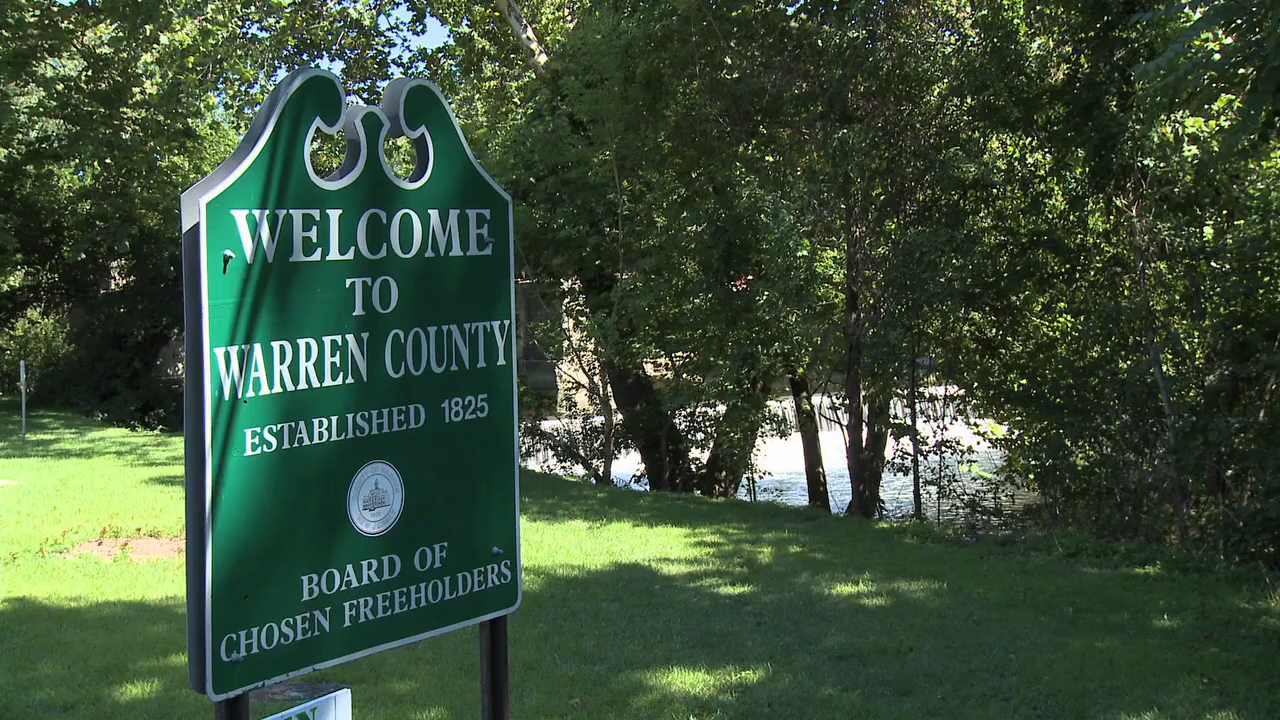 WELCOME
TO
WARREN COUNTY
ESTABLISHED 1825
BOARD OF
CHOSEN FREEHOLDERS